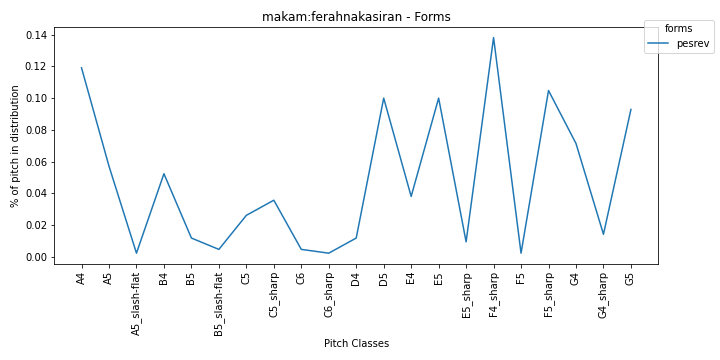 makam:ferahnakasiran - Forms
forms
pesrev
% of pitch in distribution
0.14
0.12
0.10
0.08
0.06
0.04
0.02
0.00
A4
A5
A5_slash-flat
B4
B5
B5_slash-flat
C5
C5_sharp
C6
C6_sharp
D4
D5
E4
E5
E5_sharp
F4_sharp
F5
F5_sharp
G4
G4_sharp
G5
Pitch Classes